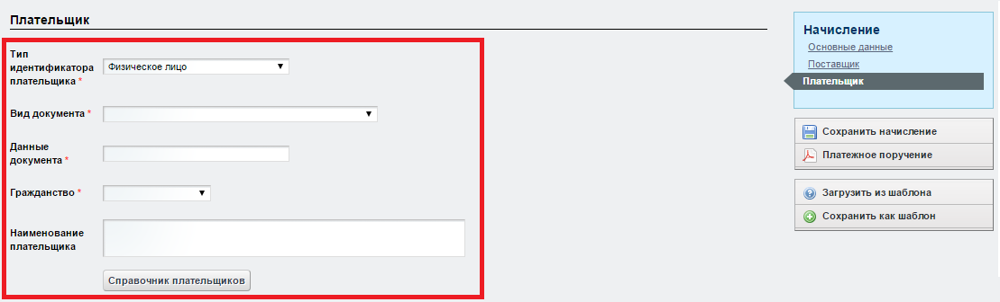 Плательщик
Тип
идентификатора
плательщика *
Физическое лицо
Вид документа *
Данные
документа *
Гражданство *
Наименование
плательщика
Справочник плательщиков
Начисление
Основные данные
Поставщик
Плательщик
Сохранить начисление
Платежное поручение
Загрузить из шаблона
Сохранить как шаблон